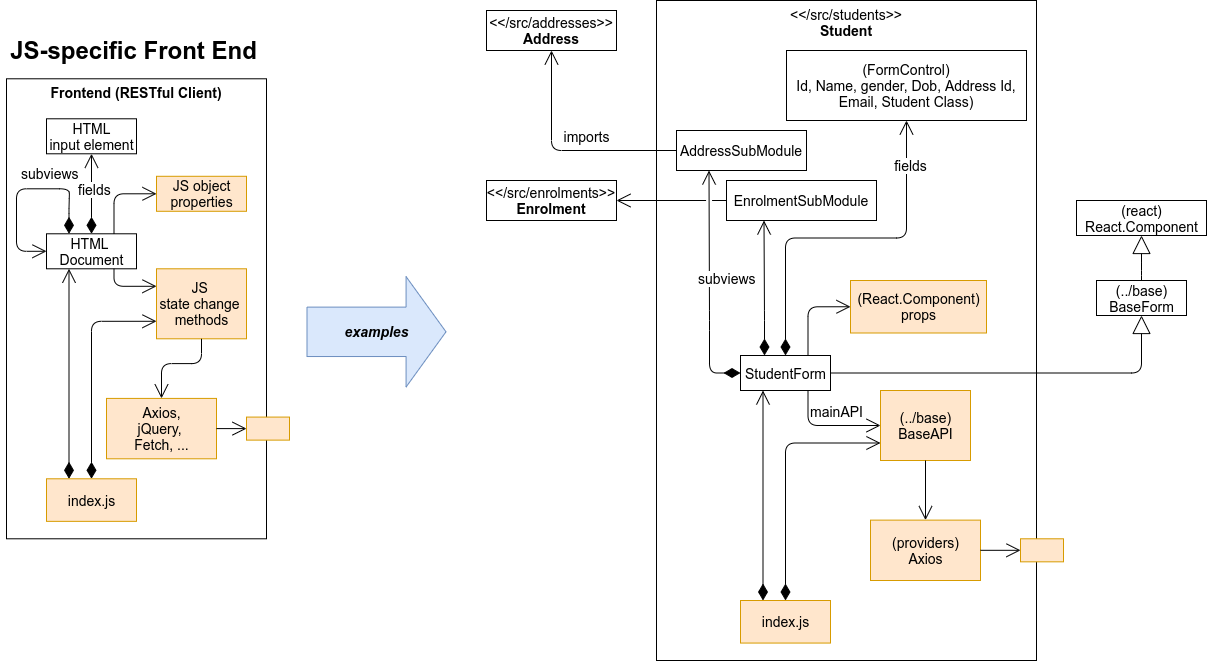 JS-specific Front End
Frontend (RESTful Client)
HTML
input element
subviews
fields
JS object
properties
HTML
Document
JS
state change
methods
Axios,
jQuery,
Fetch, ...
index.js
examples
<</src/addresses>>
Address
<</src/students>>
Student
(FormControl)
Id, Name, gender, Dob, Address Id,
Email, Student Class)
imports
AddressSubModule
fields
<</src/enrolments>>
Enrolment
EnrolmentSubModule
(react)
React.Component
subviews
(React.Component)
props
(../base)
BaseForm
StudentForm
mainAPI
(../base)
BaseAPI
(providers)
Axios
index.js